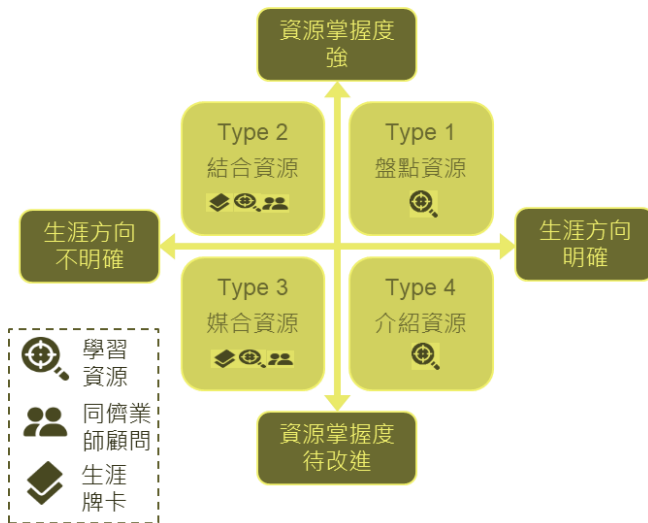 資源掌握度
強
Type 2
結合資源
Type 1
盤點資源
生涯方向
不明確
生涯方向
明確
Type 3
媒合資源
Type 4
介紹資源
資源掌握度
待改進
學習
資源
同儕業
師顧問
生涯
牌卡